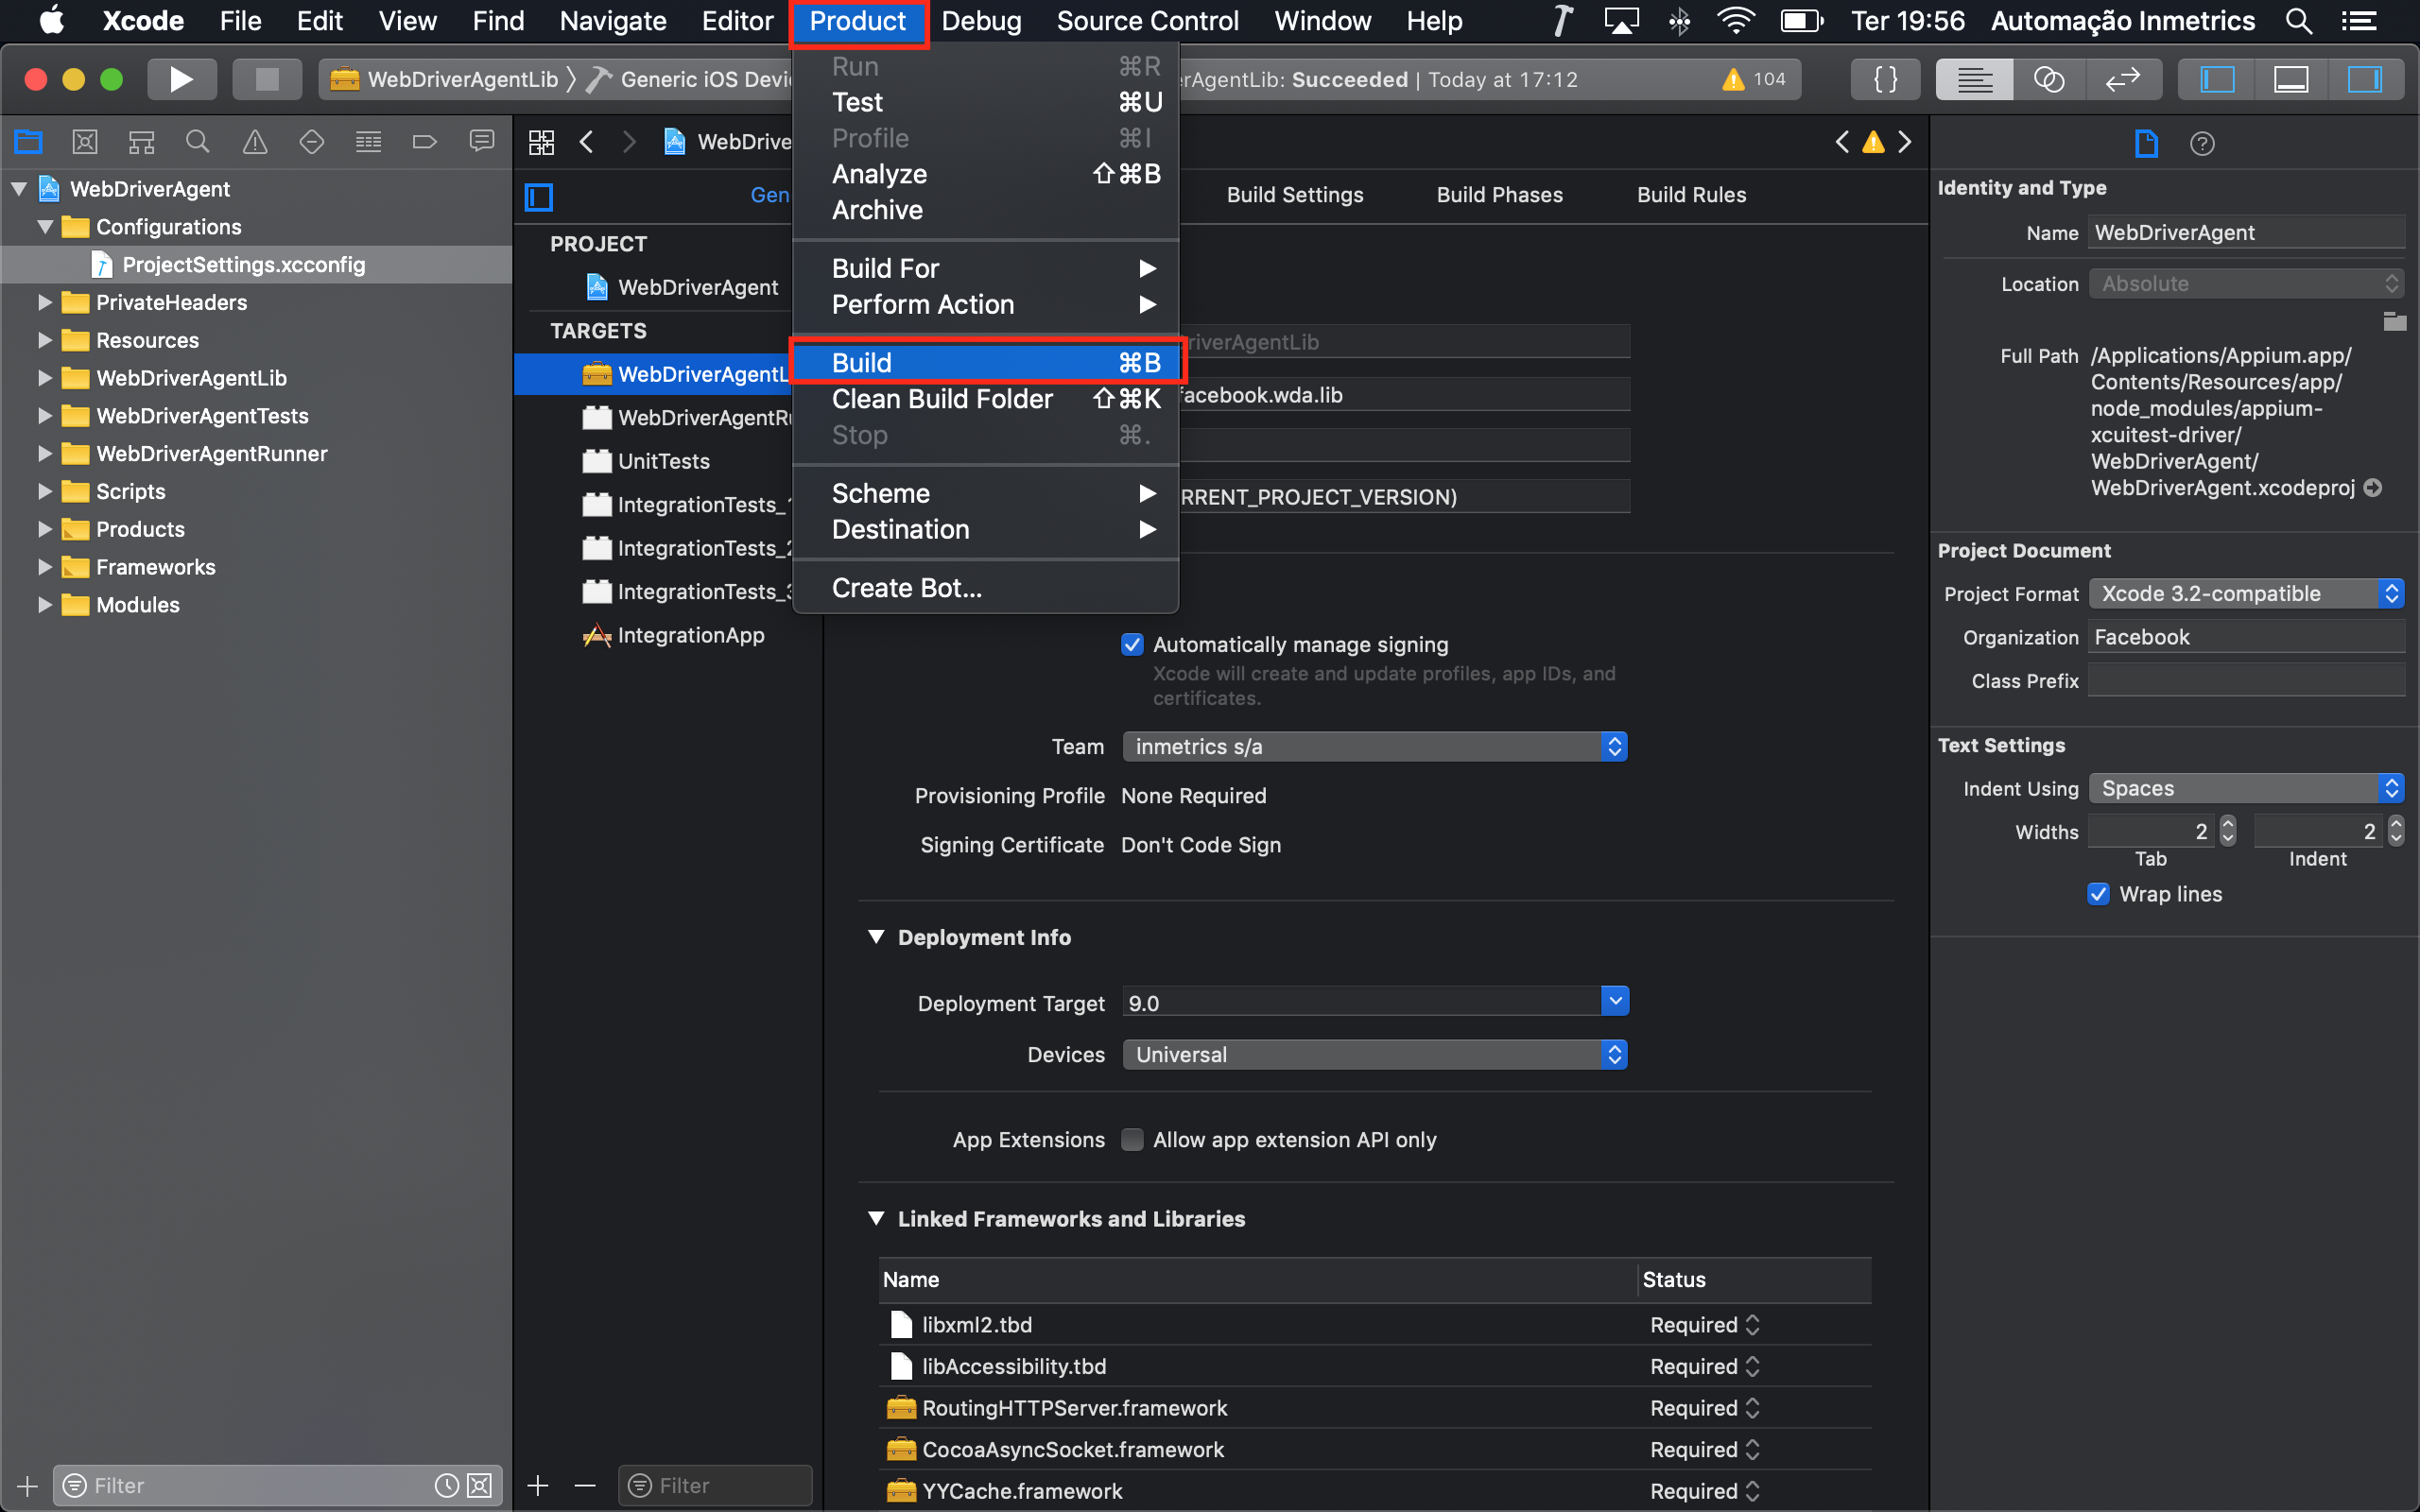 Xcode File Edit View Find Navigate Editor Product Debug Source Control Window Help Ter 19:56 Automação Inmetrics
WebDriverAgentLib Generic iOS Devi
rAgentLib: Succeeded | Today at 17:12
104
{ }
WebDrive
Gen
Build Settings
Build Phases
Build Rules
WebDriverAgent
Configurations
ProjectSettings.xcconfig
PrivateHeaders
Resources
WebDriverAgentLib
WebDriverAgentTests
WebDriverAgentRunner
Scripts
Products
Frameworks
Modules
Filter
PROJECT
WebDriverAgent
TARGETS
WebDriverAgentL
WebDriverAgentRu
UnitTests
IntegrationTests_1
IntegrationTests_2
IntegrationTests_3
IntegrationApp
Filter
Run ⌘R
Test ⌘U
Profile ⌘I
Analyze ⇧⌘B
Archive
Build For
Perform Action
Build ⌘B
Clean Build Folder ⇧⌘K
Stop ⌘.
Scheme
Destination
Create Bot...
riverAgentLib
facebook.wda.lib
RRENT_PROJECT_VERSION)
Automatically manage signing
Xcode will create and update profiles, app IDs, and
certificates.
Team inmetrics s/a
Provisioning Profile None Required
Signing Certificate Don't Code Sign
Deployment Info
Deployment Target 9.0
Devices Universal
App Extensions Allow app extension API only
Linked Frameworks and Libraries
Name Status
libxml2.tbd Required
libAccessibility.tbd Required
RoutingHTTPServer.framework Required
CocoaAsyncSocket.framework Required
YYCache.framework Required
Identity and Type
Name WebDriverAgent
Location Absolute
Full Path /Applications/Appium.app/
Contents/Resources/app/
node_modules/appium-
xcuitest-driver/
WebDriverAgent/
WebDriverAgent.xcodeproj
Project Document
Project Format Xcode 3.2-compatible
Organization Facebook
Class Prefix
Text Settings
Indent Using Spaces
Widths 2 2
Tab Indent
Wrap lines